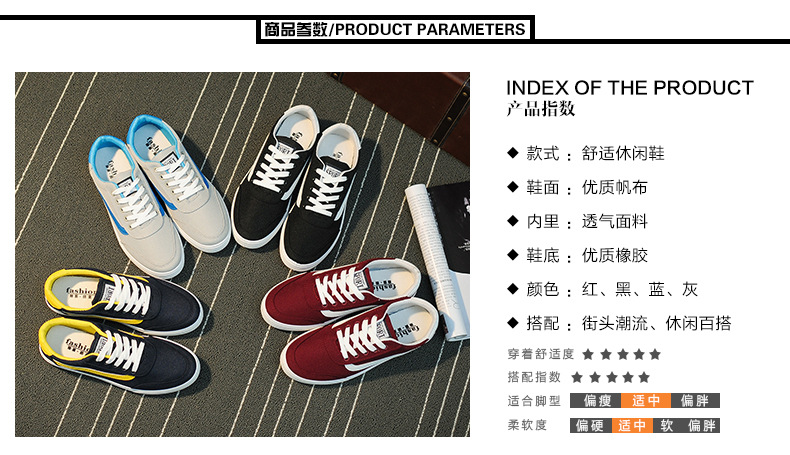 商品参数/PRODUCT PARAMETERS
INDEX OF THE PRODUCT
产品指数
◆ 款式 : 舒适休闲鞋
◆ 鞋面 : 优质帆布
◆ 内里 : 透气面料
◆ 鞋底 : 优质橡胶
◆ 颜色 : 红、黑、蓝、灰
◆ 搭配 : 街头潮流、休闲百搭
穿着舒适度 ★ ★ ★ ★ ★
搭配指数 ★ ★ ★ ★ ★
适合脚型 偏瘦 适中 偏胖
柔软度 偏硬 适中 软 偏胖
fashion
fashion
fashion
fashion